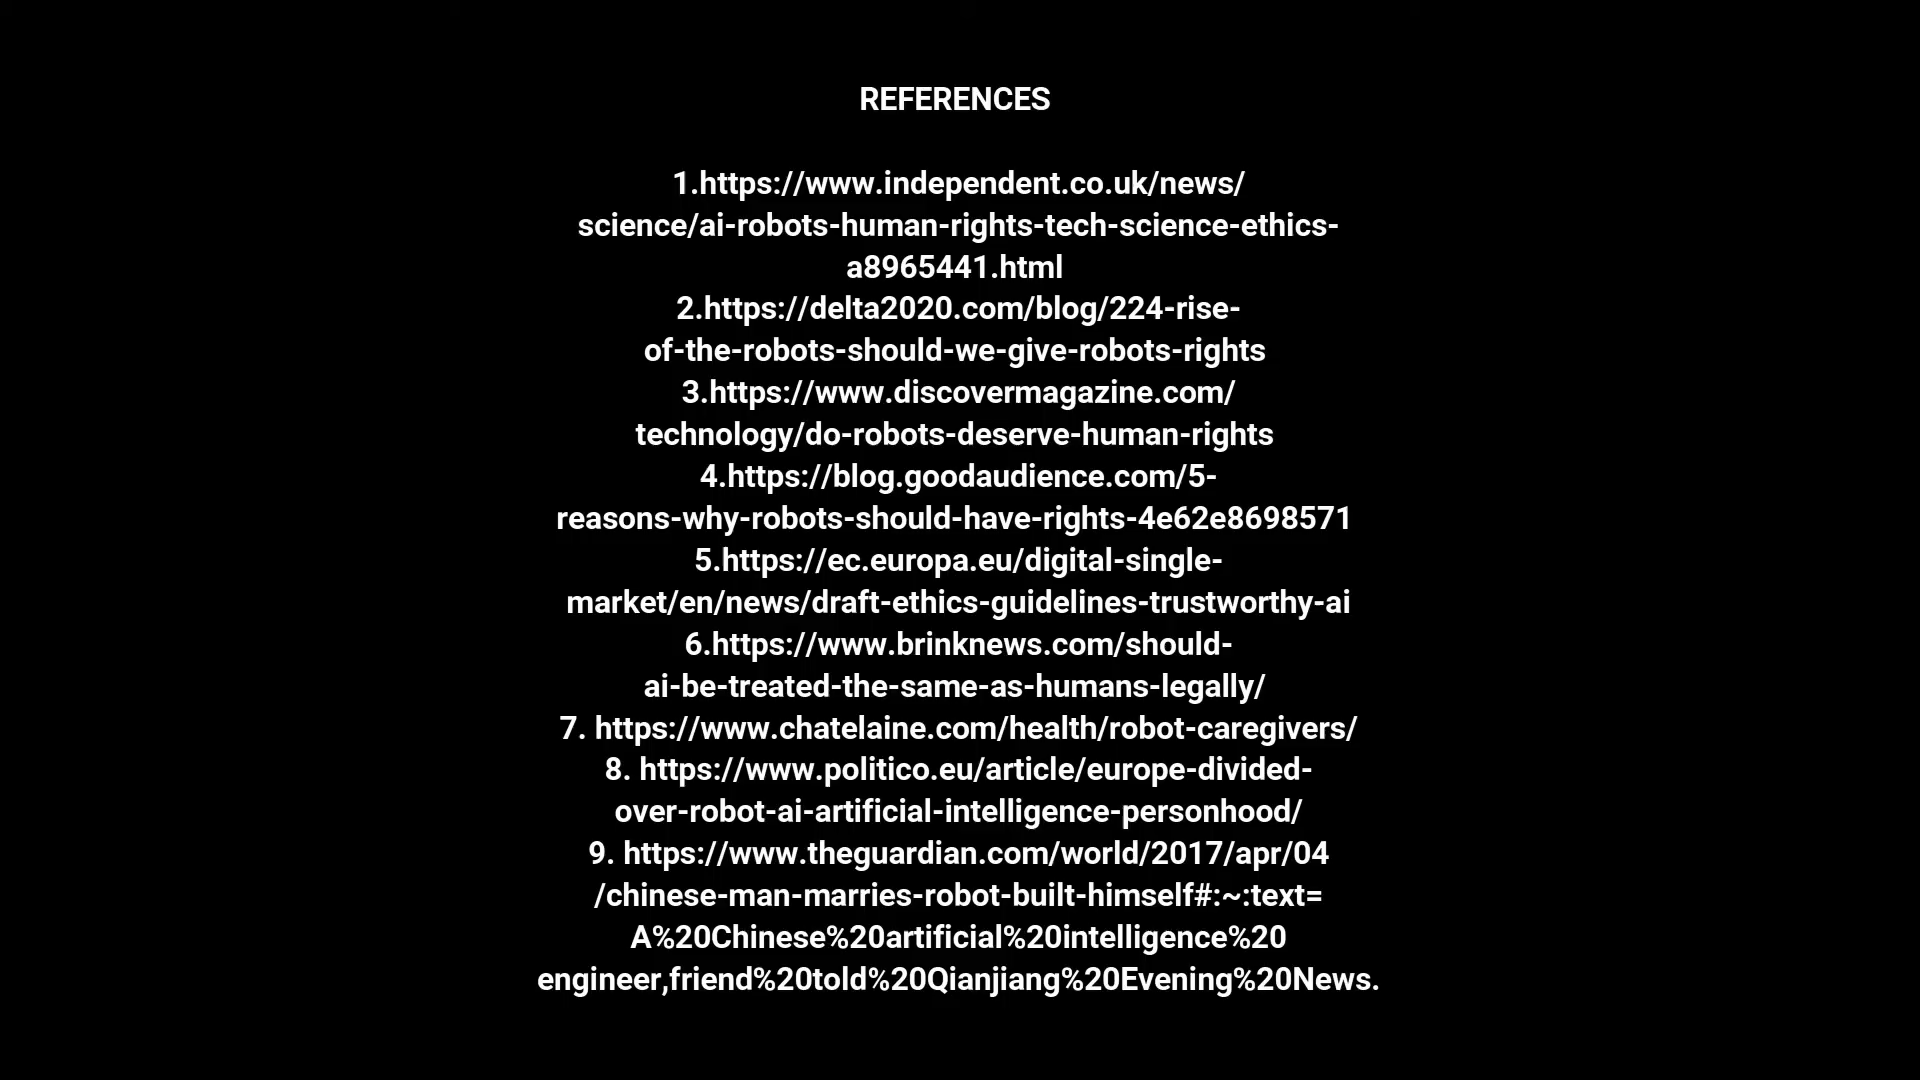 REFERENCES
1.https://www.independent.co.uk/news/
science/ai-robots-human-rights-tech-science-ethics-
a8965441.html
2.https://delta2020.com/blog/224-rise-
of-the-robots-should-we-give-robots-rights
3.https://www.discovermagazine.com/
technology/do-robots-deserve-human-rights
4.https://blog.goodaudience.com/5-
reasons-why-robots-should-have-rights-4e62e8698571
5.https://ec.europa.eu/digital-single-
market/en/news/draft-ethics-guidelines-trustworthy-ai
6.https://www.brinknews.com/should-
ai-be-treated-the-same-as-humans-legally/
7. https://www.chatelaine.com/health/robot-caregivers/
8. https://www.politico.eu/article/europe-divided-
over-robot-ai-artificial-intelligence-personhood/
9. https://www.theguardian.com/world/2017/apr/04
/chinese-man-marries-robot-built-himself#:~:text=
A%20Chinese%20artificial%20intelligence%20
engineer,friend%20told%20Qianjiang%20Evening%20News.